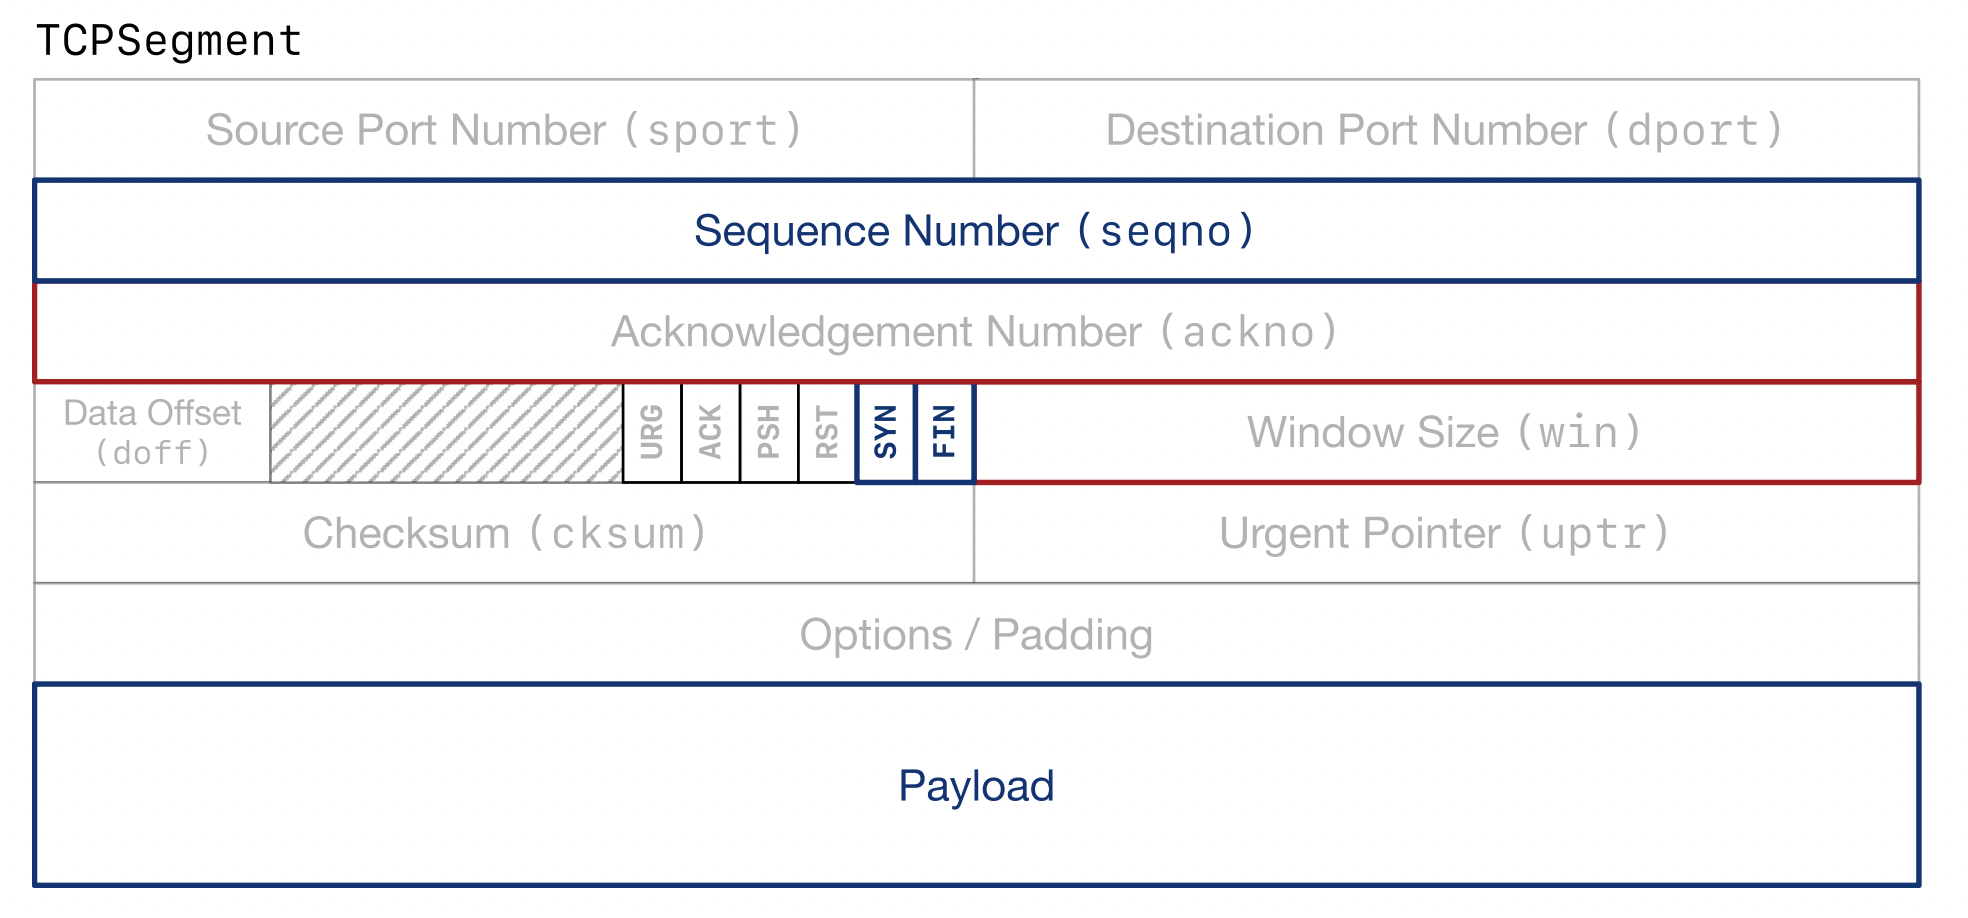 TCPSegment
Source Port Number (sport)
Destination Port Number (dport)
Sequence Number (seqno)
Acknowledgement Number (ackno)
Data Offset
(doff)
URG
ACK
PSH
RST
SYN
FIN
Window Size (win)
Checksum (cksum)
Urgent Pointer (uptr)
Options / Padding
Payload